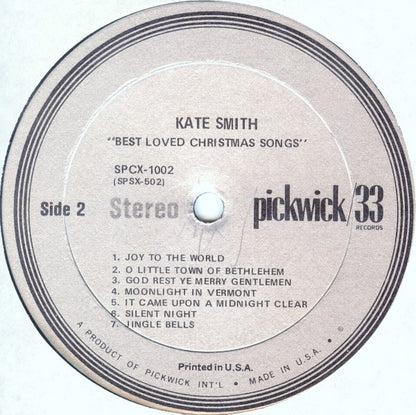 KATE SMITH
"BEST LOVED CHRISTMAS SONGS"
SPCX-1002
(SPSX-502)
Side 2 Stereo pickwick/33
RECORDS
1. JOY TO THE WORLD
2. O LITTLE TOWN OF BETHLEHEM
3. GOD REST YE MERRY GENTLEMEN
4. MOONLIGHT IN VERMONT
5. IT CAME UPON A MIDNIGHT CLEAR
6. SILENT NIGHT
7. JINGLE BELLS
Printed in U.S.A.
A PRODUCT OF PICKWICK INT'L • MADE IN U.S.A. • ©